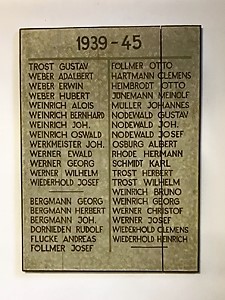 1939-45
TROST GUSTAV
WEBER ADALBERT
WEBER ERWIN
WEBER HUBERT
WEINRICH ALOIS
WEINRICH BERNHARD
WEINRICH JOH.
WEINRICH OSWALD
WERKMEISTER JOH.
WERNER EWALD
WERNER GEORG
WERNER WILHELM
WIEDERHOLD JOSEF
BERGMANN GEORG
BERGMANN HERBERT
BERGMANN JOH.
DORNIEDEN RUDOLF
FLUCKE ANDREAS
FOLLMER JOSEF
FOLLMER OTTO
HARTMANN CLEMENS
HEIMBRODT OTTO
JÜNEMANN MEINOLF
MÜLLER JOHANNES
NODEWALD GUSTAV
NODEWALD JOH.
NODEWALD JOSEF
OSBURG ALBERT
RHODE HERMANN
SCHMIDT KARL
TROST HERBERT
TROST WILHELM
WEINRICH BRUNO
WEINRICH GEORG
WERNER CHRISTOF
WERNER JOSEF
WIEDERHOLD CLEMENS
WIEDERHOLD HEINRICH